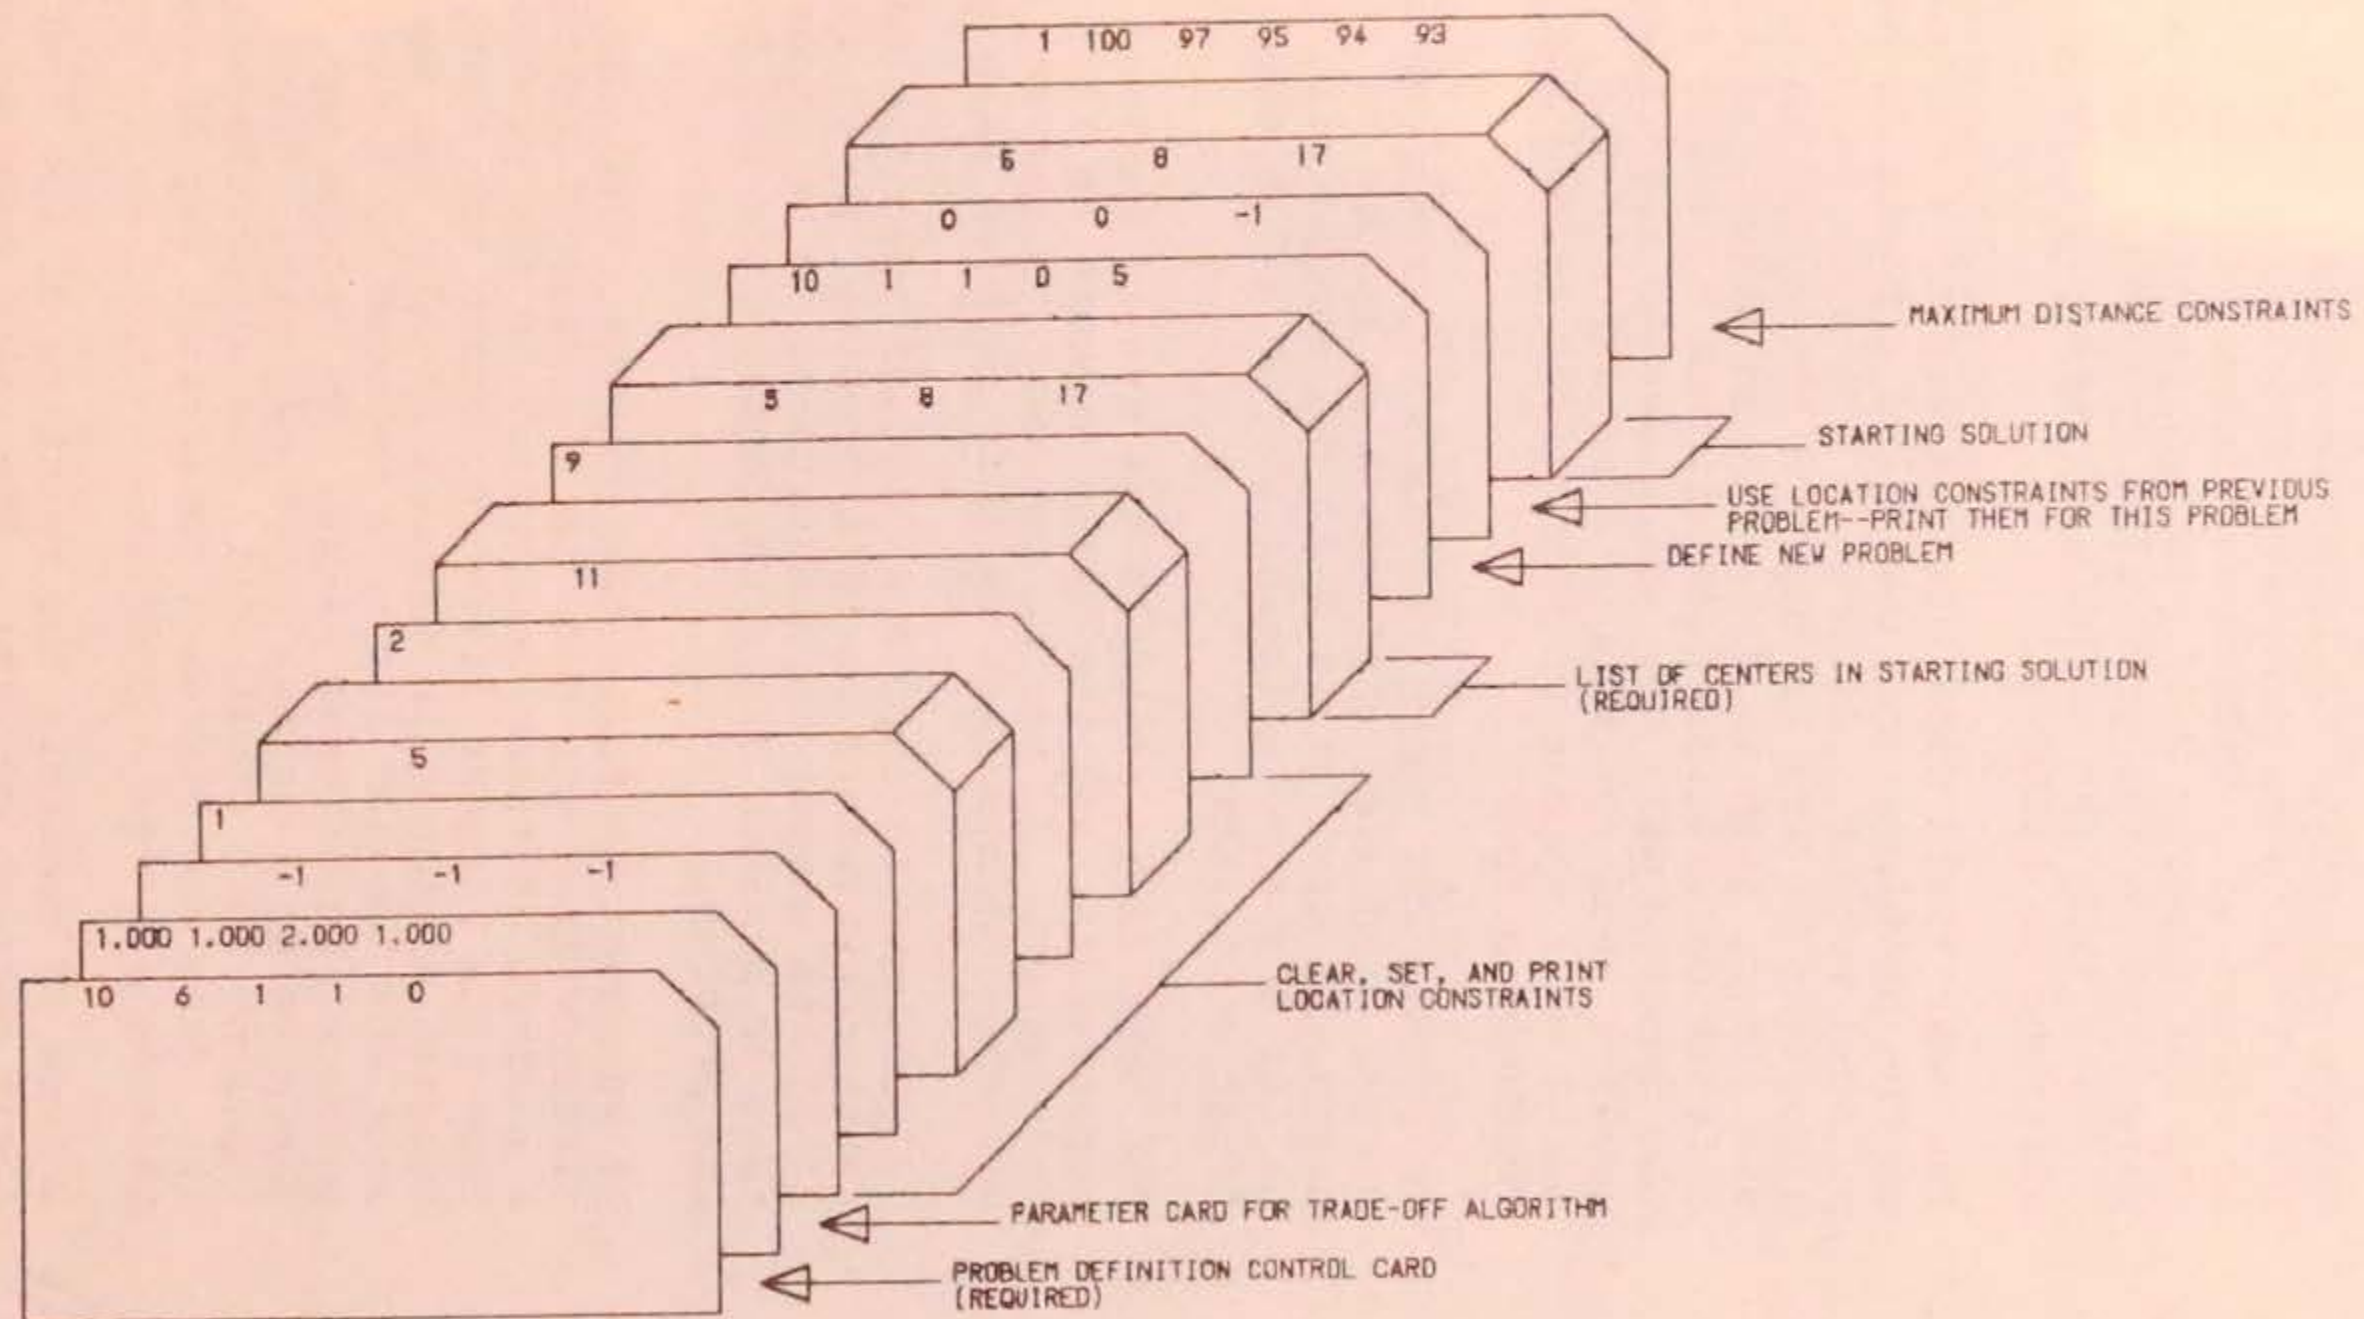 1 100 97 95 94 93
6 8 17
0 0 -1
10 1 1 0 5
MAXIMUM DISTANCE CONSTRAINTS
5 8 17
STARTING SOLUTION
9
USE LOCATION CONSTRAINTS FROM PREVIOUS
PROBLEM--PRINT THEM FOR THIS PROBLEM
DEFINE NEW PROBLEM
11
2
LIST OF CENTERS IN STARTING SOLUTION
(REQUIRED)
5
1
-1 -1 -1
1.000 1.000 2.000 1.000
10 6 1 1 0
CLEAR, SET, AND PRINT
LOCATION CONSTRAINTS
PARAMETER CARD FOR TRADE-OFF ALGORITHM
PROBLEM DEFINITION CONTROL CARD
(REQUIRED)